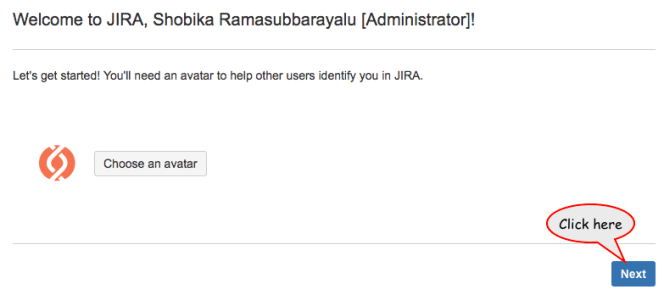 Welcome to JIRA, Shobika Ramasubbarayalu [Administrator]!
Let's get started! You'll need an avatar to help other users identify you in JIRA.
Choose an avatar
Click here
Next